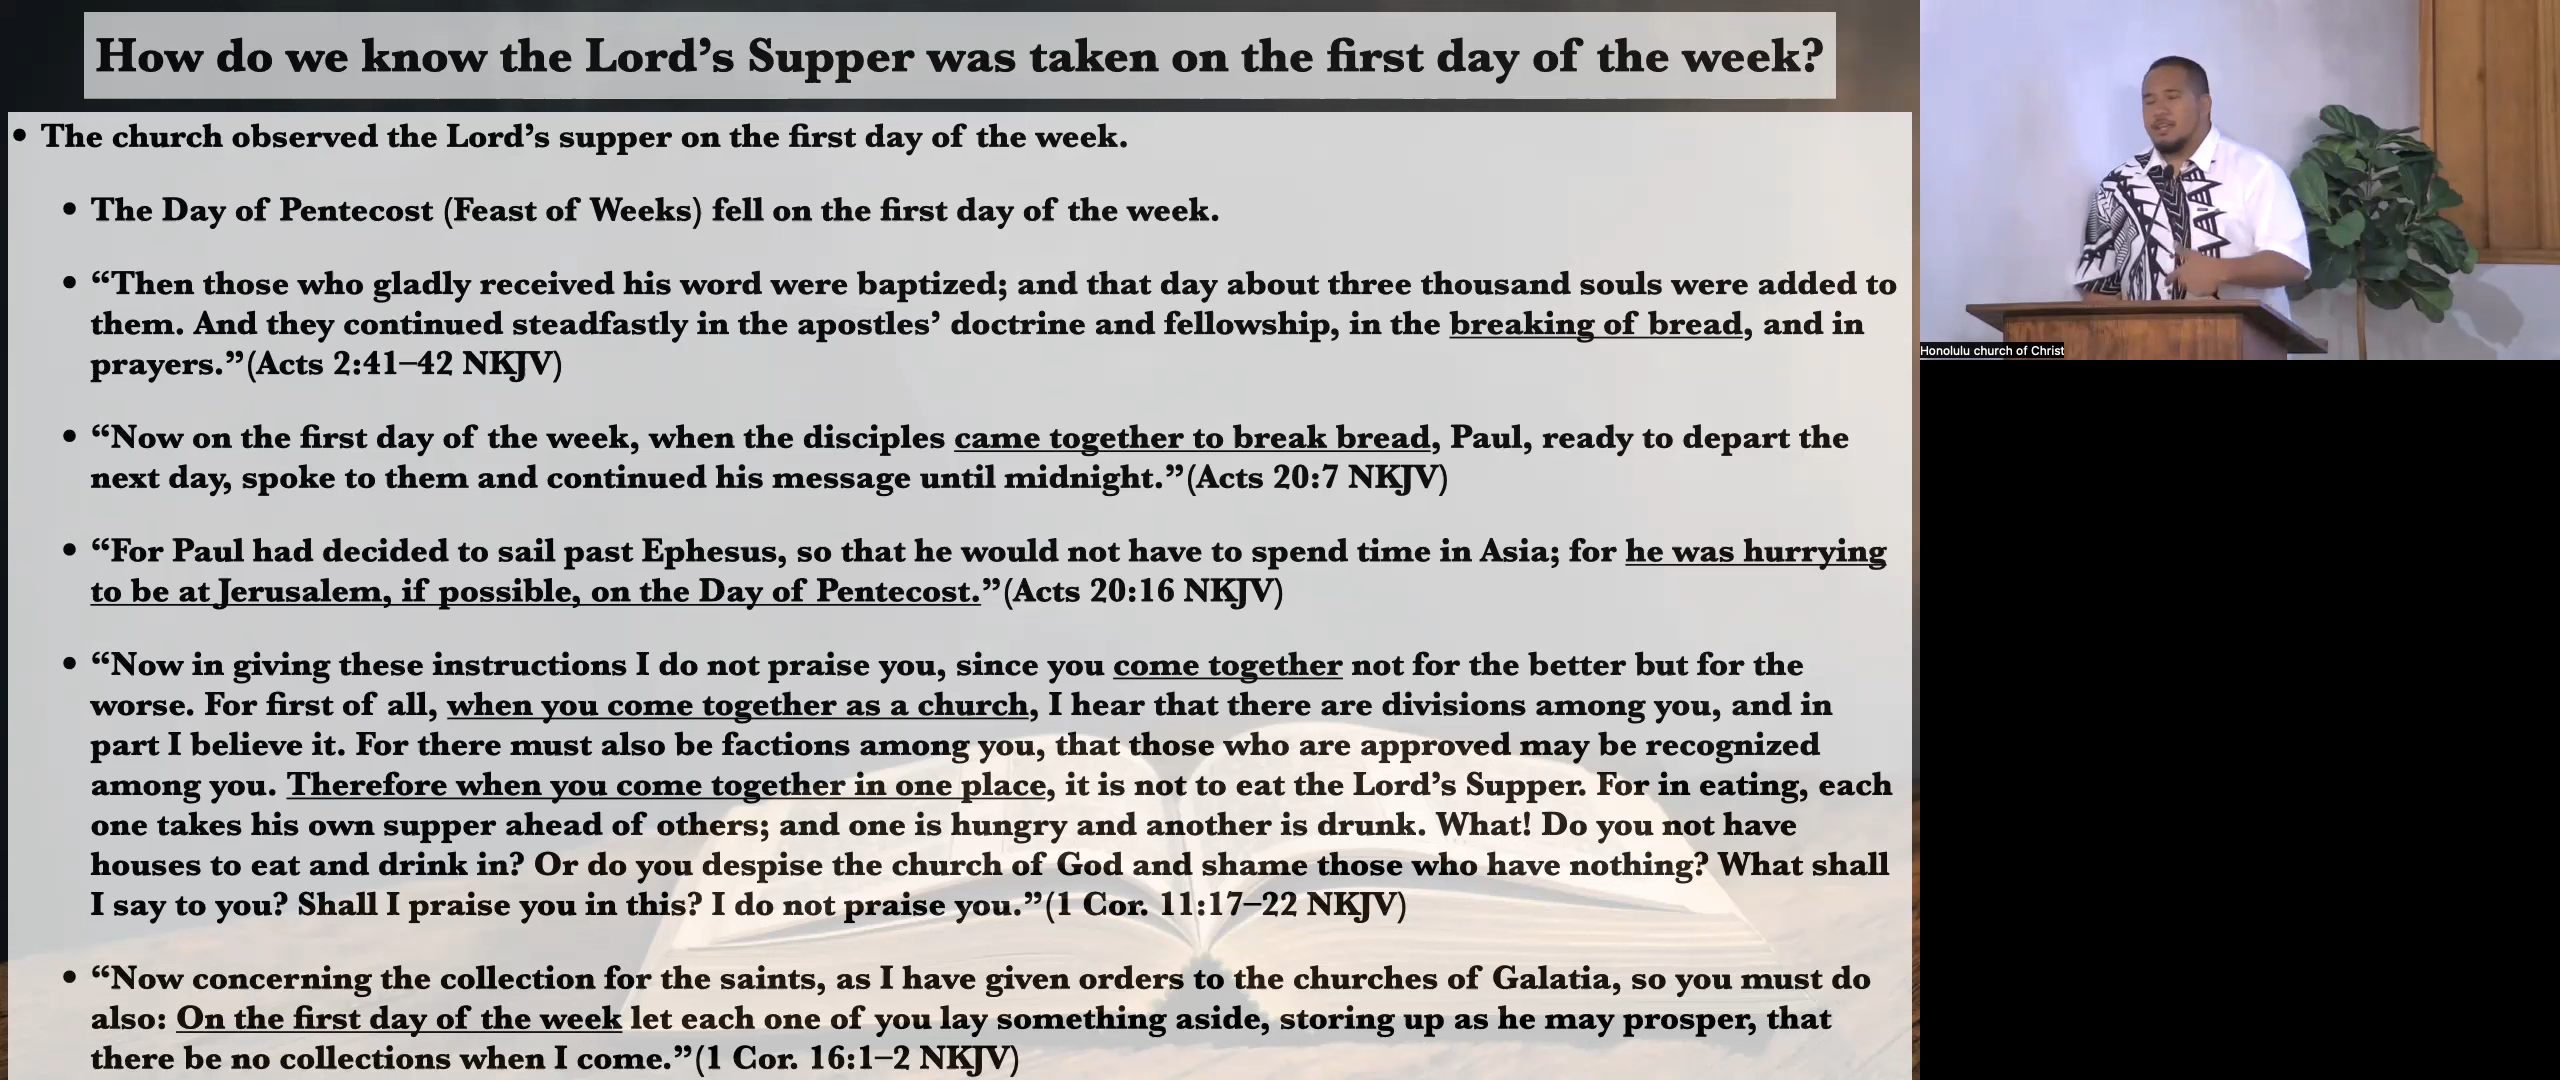 How do we know the Lord’s Supper was taken on the first day of the week?
• The church observed the Lord’s supper on the first day of the week.
• The Day of Pentecost (Feast of Weeks) fell on the first day of the week.
• “Then those who gladly received his word were baptized; and that day about three thousand souls were added to
them. And they continued steadfastly in the apostles’ doctrine and fellowship, in the breaking of bread, and in
prayers.”(Acts 2:41–42 NKJV)
• “Now on the first day of the week, when the disciples came together to break bread, Paul, ready to depart the
next day, spoke to them and continued his message until midnight.”(Acts 20:7 NKJV)
• “For Paul had decided to sail past Ephesus, so that he would not have to spend time in Asia; for he was hurrying
to be at Jerusalem, if possible, on the Day of Pentecost.”(Acts 20:16 NKJV)
• “Now in giving these instructions I do not praise you, since you come together not for the better but for the
worse. For first of all, when you come together as a church, I hear that there are divisions among you, and in
part I believe it. For there must also be factions among you, that those who are approved may be recognized
among you. Therefore when you come together in one place, it is not to eat the Lord’s Supper. For in eating, each
one takes his own supper ahead of others; and one is hungry and another is drunk. What! Do you not have
houses to eat and drink in? Or do you despise the church of God and shame those who have nothing? What shall
I say to you? Shall I praise you in this? I do not praise you.”(1 Cor. 11:17–22 NKJV)
• “Now concerning the collection for the saints, as I have given orders to the churches of Galatia, so you must do
also: On the first day of the week let each one of you lay something aside, storing up as he may prosper, that
there be no collections when I come.”(1 Cor. 16:1–2 NKJV)
Honolulu church of Christ